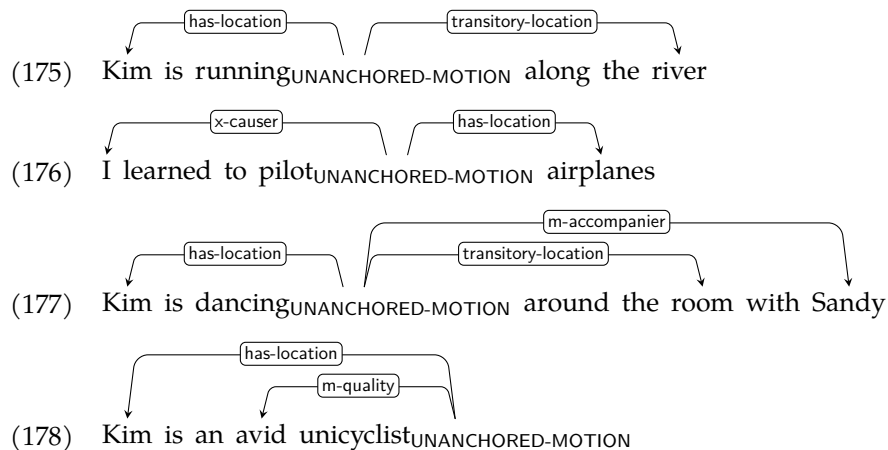 has-location transitory-location
(175) Kim is runningUNANCHORED-MOTION along the river
x-causer has-location
(176) I learned to pilotUNANCHORED-MOTION airplanes
m-accompanier
has-location transitory-location
(177) Kim is dancingUNANCHORED-MOTION around the room with Sandy
has-location
m-quality
(178) Kim is an avid unicyclistUNANCHORED-MOTION